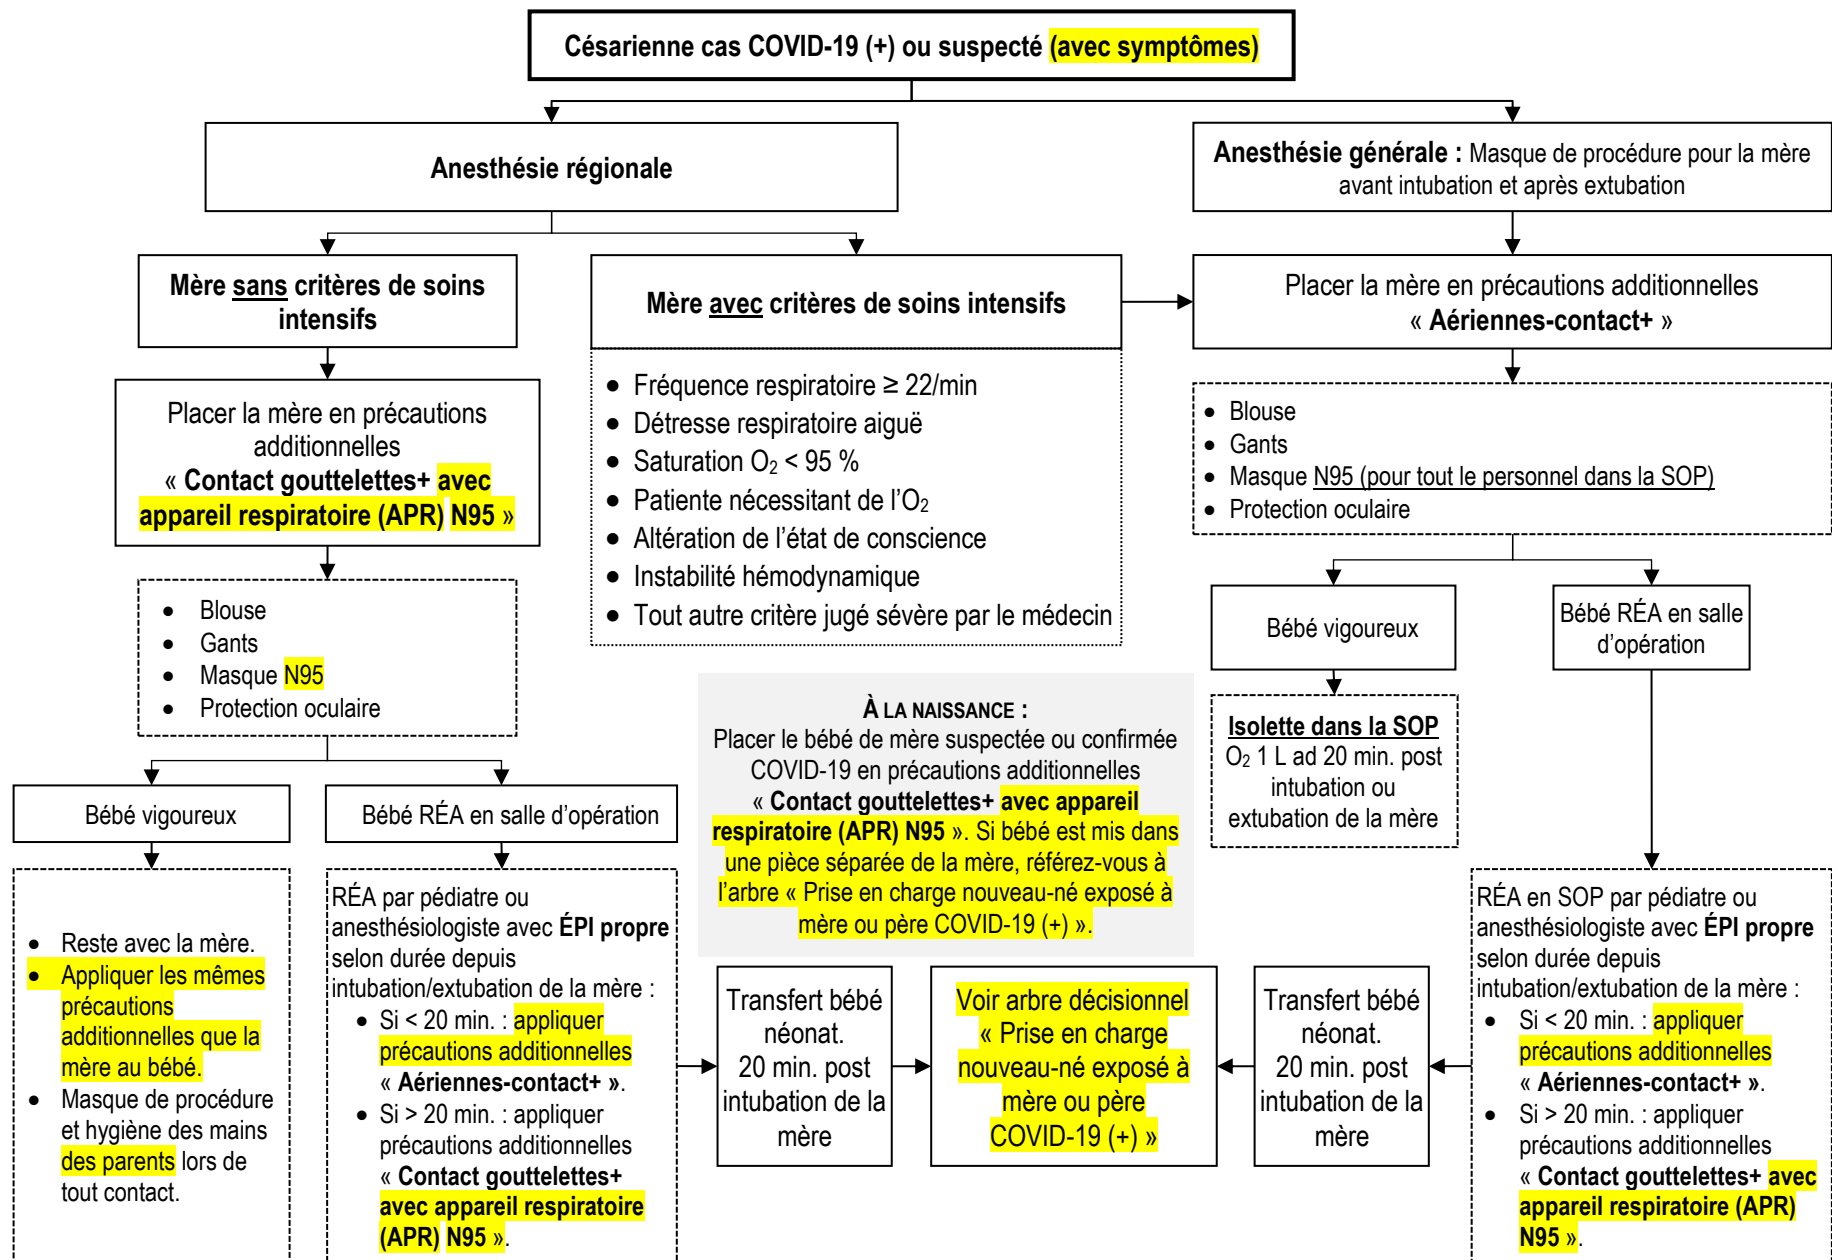 Césarienne cas COVID-19 (+) ou suspecté (avec symptômes)
Anesthésie régionale
Anesthésie générale : Masque de procédure pour la mère
avant intubation et après extubation
Mère sans critères de soins
intensifs
Mère avec critères de soins intensifs
Placer la mère en précautions additionnelles
« Aériennes-contact+ »
Placer la mère en précautions
additionnelles
« Contact gouttelettes+ avec
appareil respiratoire (APR) N95 »
• Fréquence respiratoire ≥ 22/min
• Détresse respiratoire aiguë
• Saturation O₂ < 95 %
• Patiente nécessitant de l’O₂
• Altération de l’état de conscience
• Instabilité hémodynamique
• Tout autre critère jugé sévère par le médecin
• Blouse
• Gants
• Masque N95 (pour tout le personnel dans la SOP)
• Protection oculaire
• Blouse
• Gants
• Masque N95
• Protection oculaire
Bébé vigoureux
Bébé RÉA en salle
d’opération
À LA NAISSANCE :
Placer le bébé de mère suspectée ou confirmée
COVID-19 en précautions additionnelles
« Contact gouttelettes+ avec appareil
respiratoire (APR) N95 ». Si bébé est mis dans
une pièce séparée de la mère, référez-vous à
l’arbre « Prise en charge nouveau-né exposé à
mère ou père COVID-19 (+) ».
Isolette dans la SOP
O₂ 1 L ad 20 min. post
intubation ou
extubation de la mère
Bébé vigoureux
Bébé RÉA en salle d’opération
• Reste avec la mère.
• Appliquer les mêmes
précautions
additionnelles que la
mère au bébé.
• Masque de procédure
et hygiène des mains
des parents lors de
tout contact.
RÉA par pédiatre ou
anesthésiologiste avec ÉPI propre
selon durée depuis
intubation/extubation de la mère :
• Si < 20 min. : appliquer
précautions additionnelles
« Aériennes-contact+ ».
• Si > 20 min. : appliquer
précautions additionnelles
« Contact gouttelettes+
avec appareil respiratoire
(APR) N95 ».
Transfert bébé
néonat.
20 min. post
intubation de la
mère
Voir arbre décisionnel
« Prise en charge
nouveau-né exposé à
mère ou père
COVID-19 (+) »
Transfert bébé
néonat.
20 min. post
intubation de la
mère
RÉA en SOP par pédiatre ou
anesthésiologiste avec ÉPI propre
selon durée depuis
intubation/extubation de la mère :
• Si < 20 min. : appliquer
précautions additionnelles
« Aériennes-contact+ ».
• Si > 20 min. : appliquer
précautions additionnelles
« Contact gouttelettes+ avec
appareil respiratoire (APR)
N95 ».